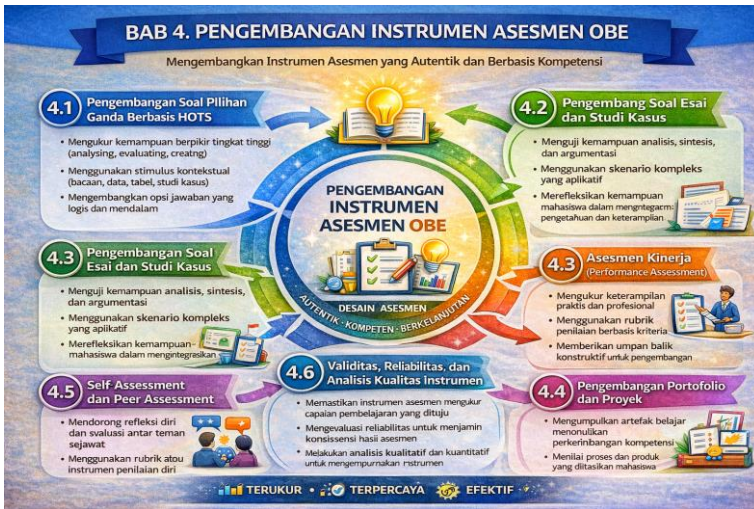 BAB 4. PENGEMBANGAN INSTRUMEN ASESMEN OBE
Mengembangkan Instrumen Asesmen yang Autentik dan Berbasis Kompetensi
4.1 Pengembangan Soal PIlihan
Ganda Berbasis HOTS
• Mengukur kemampuan berpikir tingkat tinggi
(analysing, evaluating, creatng)
• Menggunakan stimulus kontekstual
(bacaan, data, tabel, studi kasus)
• Mengembangkan opsi jawaban yang
logis dan mendalam
4.2 Pengembang Soal Esai
dan Studi Kasus
• Menguji kemampuan analisis, sintesis,
dan argumentasi
• Menggunakan skenario kompleks
yang aplikatif
• Merefleksikan kemampuan
mahasiswa dalam mengntegarm:
pengetahuan dan keteramplian
PENGEMBANGAN
INSTRUMEN
ASESMEN OBE
DESAIN ASESMEN
AUTENTIK · KOMPETEN · BERKELANJUTAN
4.3 Pengembangan Soal
Esai dan Studi Kasus
• Menguji kemampuan analisis, sintesis,
dan argumentasi
• Menggunakan skenario kompleks
yang aplikatif
• Merefleksikan kemampuan-
mahasiswa dalam mengintegrasikan
4.3 Asesmen Kinerja
(Performance Assessment)
• Mengukur keterampilan
praktis dan profesional
• Menggunakan rubrik
penilaian berbasis kriteria
• Memberikan umpan balik
konstruktif untuk pengembangan
4.5 Self Assessment
dan Peer Assessment
• Mendorong refleksi diri
dan svaluasi antar teman
sejawat
• Menggunakan rubrik atou
instrumen penilaian diri
4.6 Validitas, Reliabilitas, dan
Analisis Kualitas Instrumen
• Memastikan instrumen asesmen mengukur
capaian pembelajaran yang dituju
• Mengevaluasi reliabilitas untuk menjamin
konsissensi hasii asesmen
• Melakukan analisis kualitatif dan kuantitatif
untuk mengempurnakan rıstrumen
4.4 Pengembangan Portofolio
dan Proyek
• Mengumpulkan artefak belajar
menonulikan
perkerinbangan kompetensi
• Menilai proses dan produk
yang diitasikan mahasiswa
TERUKUR • TERPERCAYA EFEKTIF